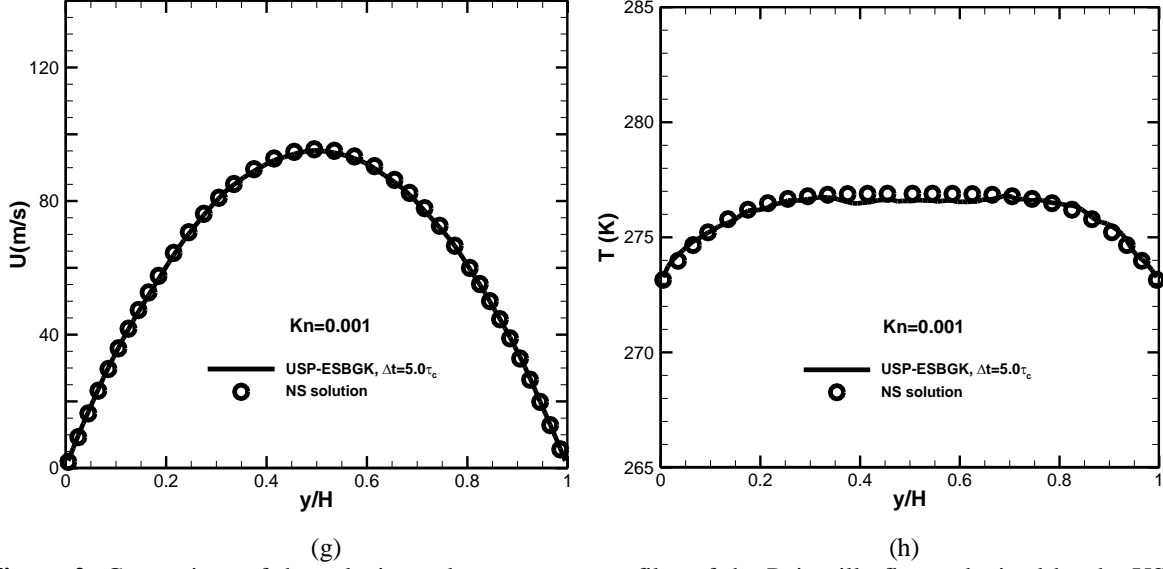 120
80
40
0
U(m/s)
Kn=0.001
USP-ESBGK, Δt=5.0τc
NS solution
0 0.2 0.4 0.6 0.8 1
y/H
(g)
285
280
275
270
265
T (K)
Kn=0.001
USP-ESBGK, Δt=5.0τc
NS solution
0 0.2 0.4 0.6 0.8 1
y/H
(h)